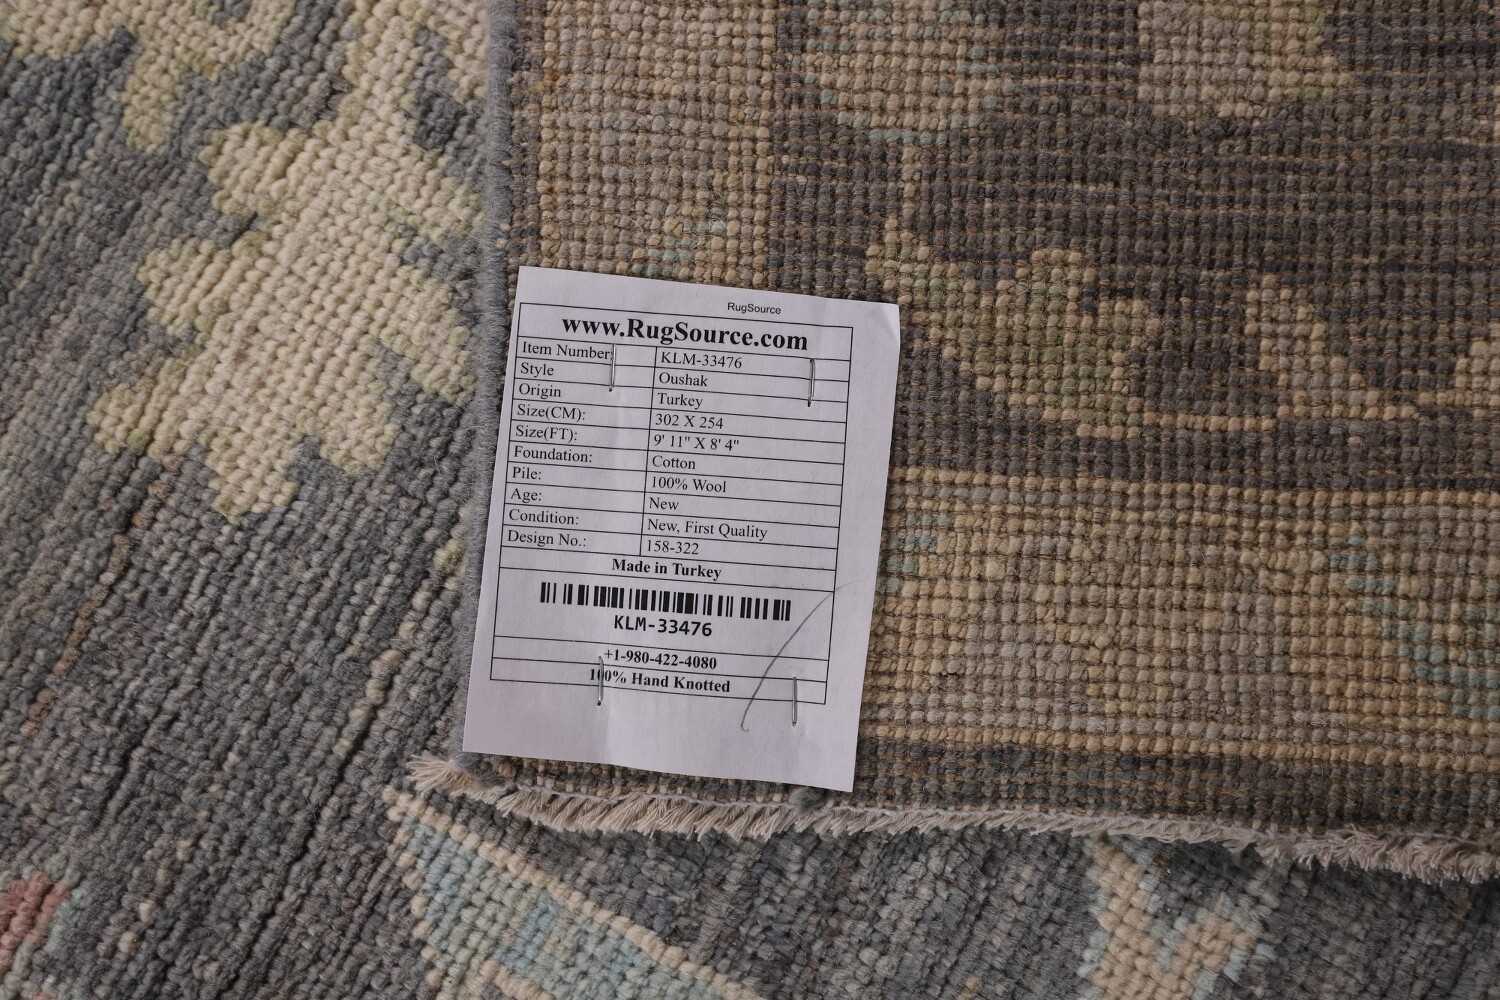 RugSource
www.RugSource.com
Item Number: KLM-33476
Style Oushak
Origin Turkey
Size(CM): 302 X 254
Size(FT): 9' 11" X 8' 4"
Foundation: Cotton
Pile: 100% Wool
Age: New
Condition: New, First Quality
Design No.: 158-322
Made in Turkey
KLM-33476
+1-980-422-4080
100% Hand Knotted